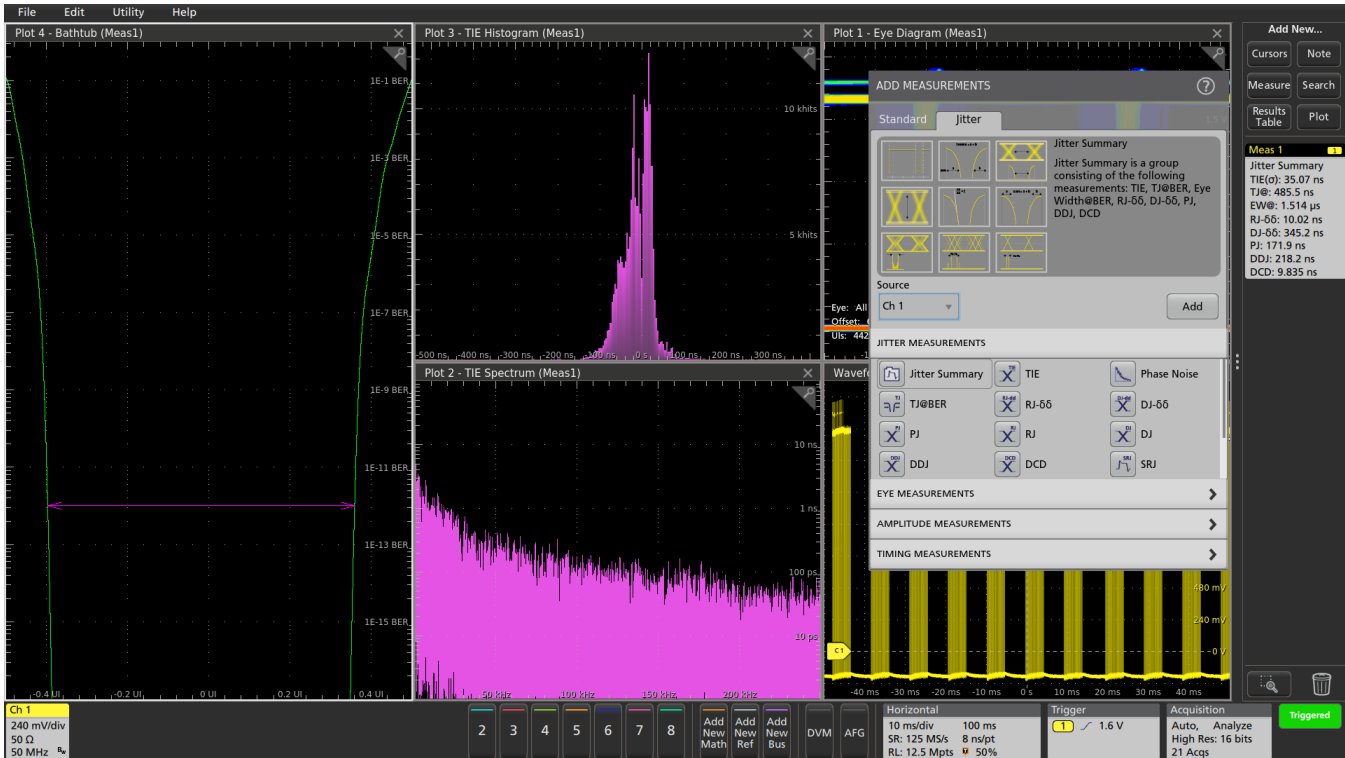 File Edit Utility Help
Plot 4 - Bathtub (Meas1)
1E-1 BER
1E-3 BER
1E-5 BER
1E-7 BER
1E-9 BER
1E-11 BER
1E-13 BER
1E-15 BER
-0.4 UI -0.2 UI 0 UI 0.2 UI 0.4 UI
Plot 3 - TIE Histogram (Meas1)
10 khits
5 khits
-500 ns -400 ns -300 ns -200 ns -100 ns 0 s 100 ns 200 ns 300 ns
Plot 2 - TIE Spectrum (Meas1)
10 ns
1 ns
100 ps
10 ps
50 kHz 100 kHz 150 kHz 200 kHz
Plot 1 - Eye Diagram (Meas1)
Eye: All
Offset:
UIs: 442
ADD MEASUREMENTS
Standard Jitter
Jitter Summary
Jitter Summary is a group
consisting of the following
measurements: TIE, TJ@BER, Eye
Width@BER, RJ-δδ, DJ-δδ, PJ,
DDJ, DCD
Source
Ch 1 Add
JITTER MEASUREMENTS
Jitter Summary TIE Phase Noise
TJ@BER RJ-δδ DJ-δδ
PJ RJ DJ
DDJ DCD SRJ
EYE MEASUREMENTS
AMPLITUDE MEASUREMENTS
TIMING MEASUREMENTS
480 mV
240 mV
0 V
C1
-40 ms -30 ms -20 ms -10 ms 0 s 10 ms 20 ms 30 ms 40 ms
Add New...
Cursors Note
Measure Search
Results
Table
Plot
Meas 1 1
Jitter Summary
TIE(σ): 35.07 ns
TJ@: 485.5 ns
EW@: 1.514 µs
RJ-δδ: 10.02 ns
DJ-δδ: 345.2 ns
PJ: 171.9 ns
DDJ: 218.2 ns
DCD: 9.835 ns
Ch 1
240 mV/div
50 Ω
50 MHz Bw
2 3 4 5 6 7 8
Add
New
Math
Add
New
Ref
Add
New
Bus
DVM AFG
Horizontal
10 ms/div 100 ms
SR: 125 MS/s 8 ns/pt
RL: 12.5 Mpts 50%
Trigger
1 1.6 V
Acquisition
Auto, Analyze
High Res: 16 bits
21 Acqs
Triggered